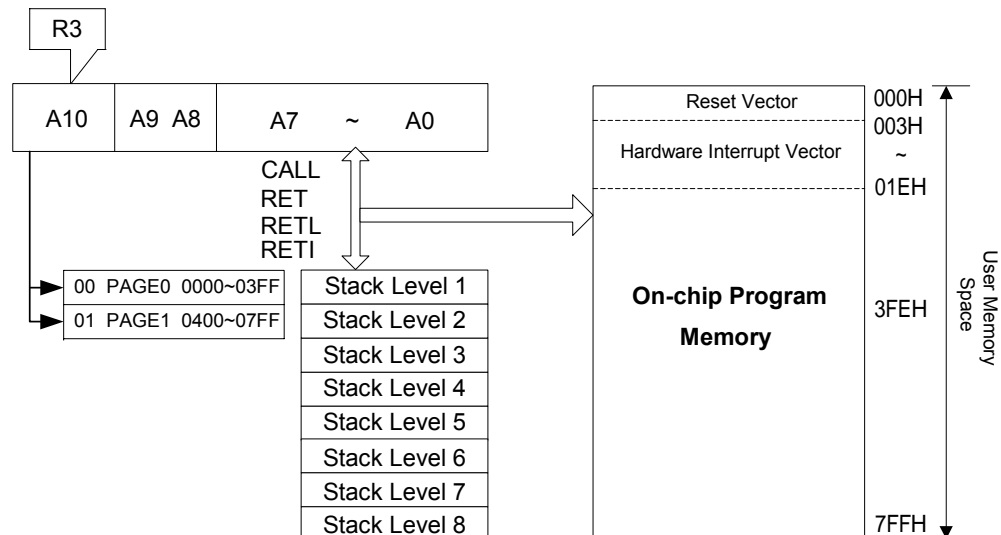 R3
A10 A9 A8 A7 ~ A0
CALL
RET
RETL
RETI
00 PAGE0 0000~03FF
01 PAGE1 0400~07FF
Stack Level 1
Stack Level 2
Stack Level 3
Stack Level 4
Stack Level 5
Stack Level 6
Stack Level 7
Stack Level 8
Reset Vector
Hardware Interrupt Vector
On-chip Program
Memory
000H
003H
~
01EH
3FEH
7FFH
User Memory
Space